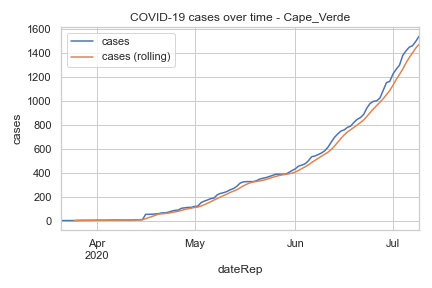 COVID-19 cases over time - Cape_Verde
cases
cases (rolling)
1600
1400
1200
1000
800
600
400
200
0
cases
Apr
2020
May
Jun
Jul
dateRep